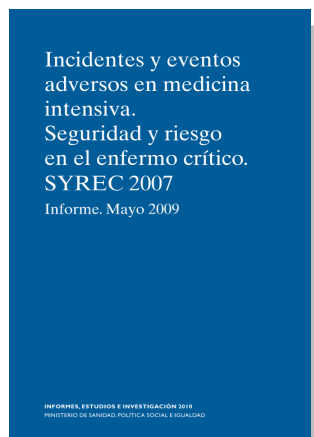 Incidentes y eventos
adversos en medicina
intensiva.
Seguridad y riesgo
en el enfermo crítico.
SYREC 2007
Informe. Mayo 2009
INFORMES, ESTUDIOS E INVESTIGACIÓN 2010
MINISTERIO DE SANIDAD, POLÍTICA SOCIAL E IGUALDAD